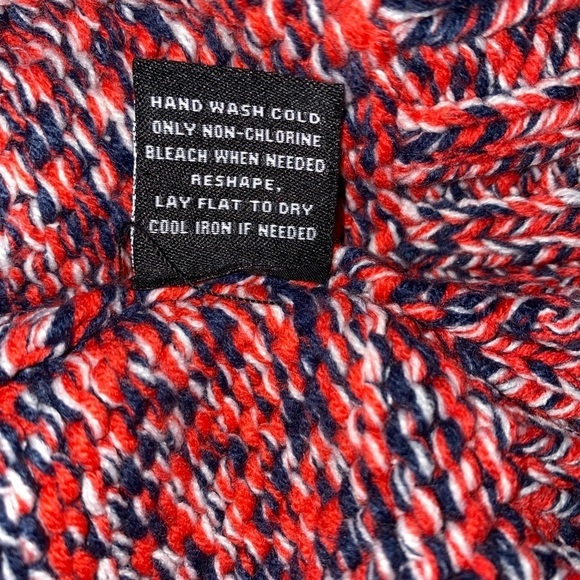 HAND WASH COLD
ONLY NON-CHLORINE
BLEACH WHEN NEEDED
RESHAPE,
LAY FLAT TO DRY
COOL IRON IF NEEDED